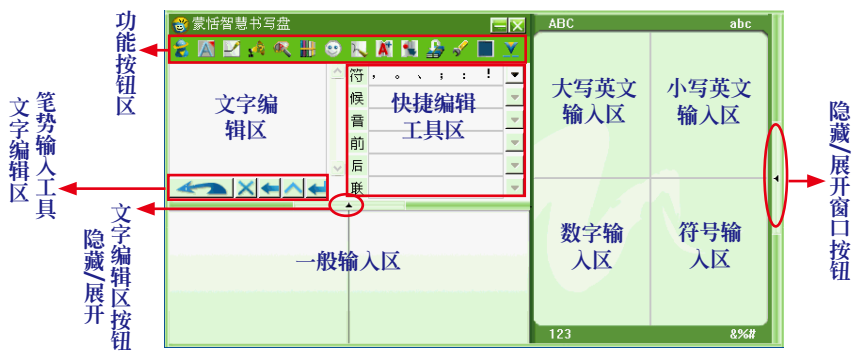 功能按钮区
蒙恬智慧书写盘
ABC
abc
文字编
辑区
符 , 。 、 ; : !
候
音
前
后
联
快捷编辑
工具区
大写英文
输入区
小写英文
输入区
笔势输入工具
文字编辑区
隐藏/展开窗口按钮
文字编辑区按钮
隐藏/展开
一般输入区
数字输
入区
符号输
入区
123
&%#